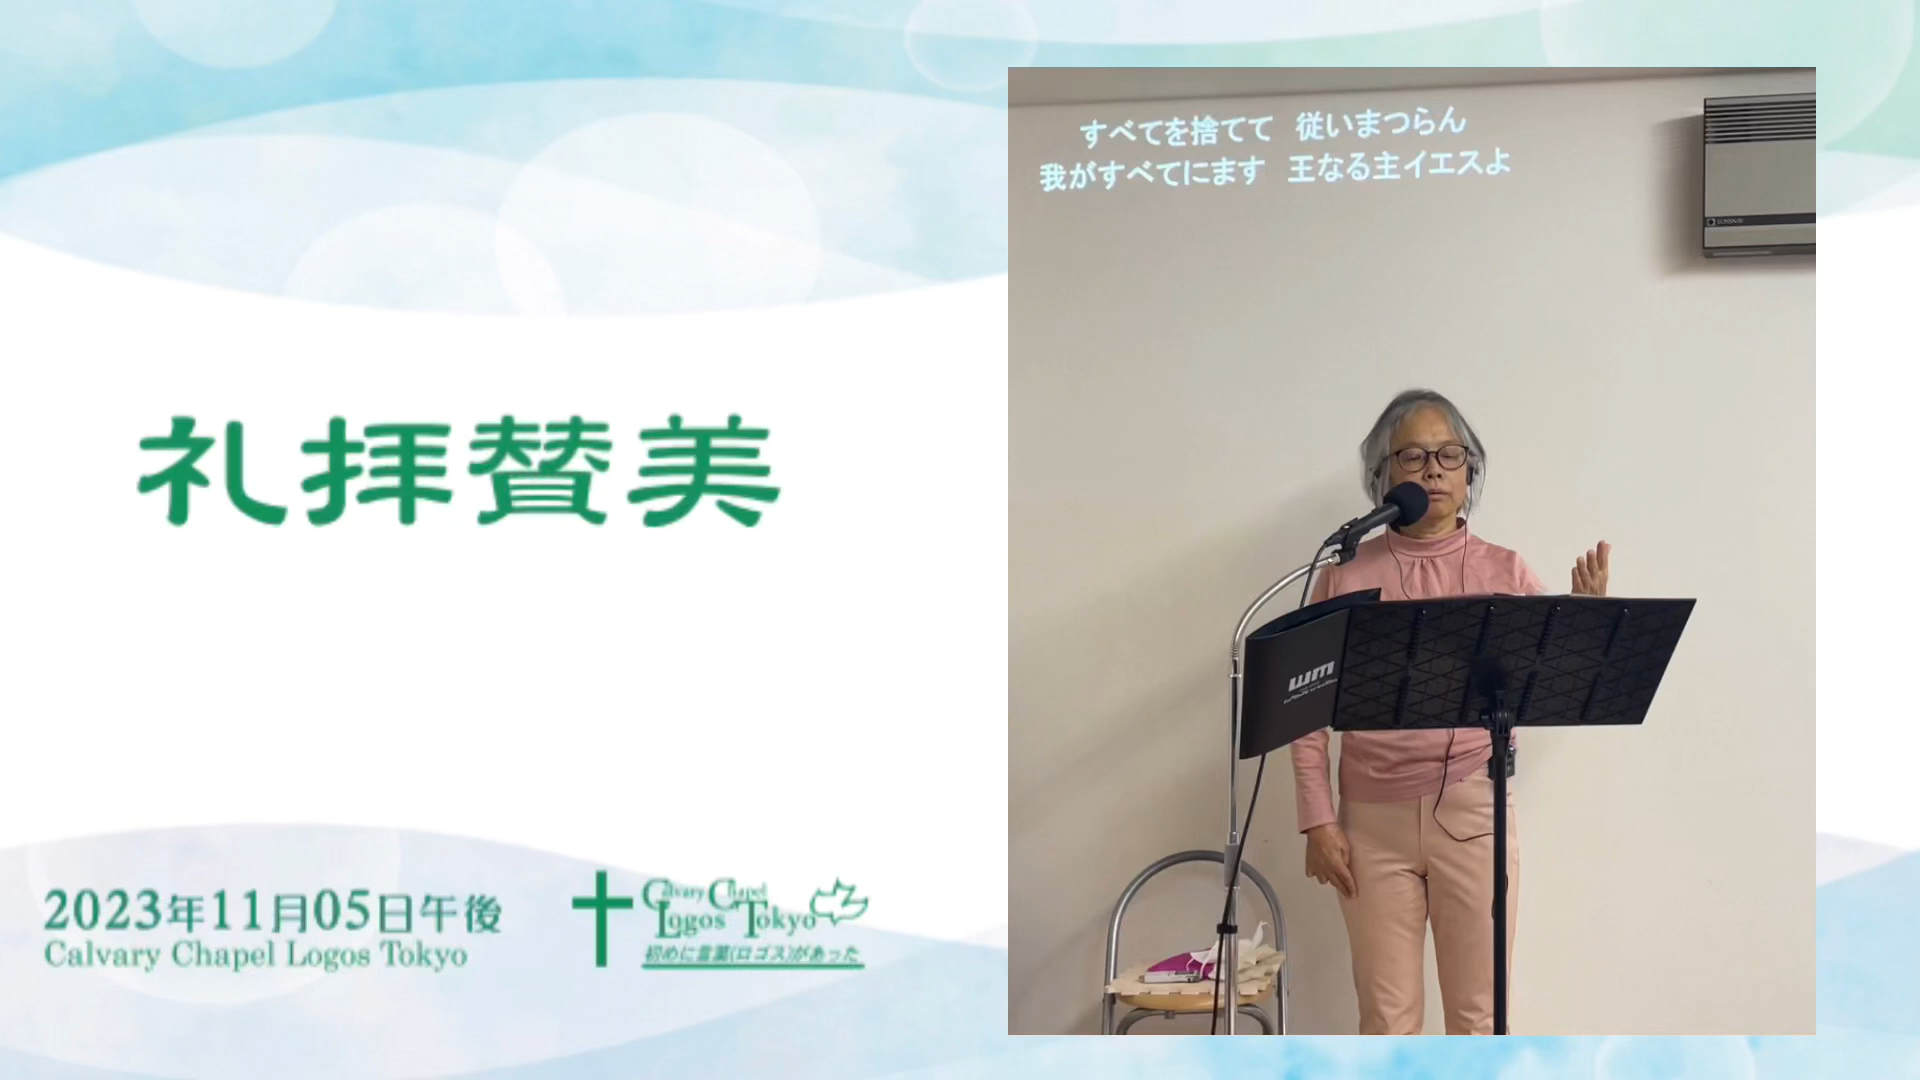 礼拝賛美
2023年11月05日午後
Calvary Chapel Logos Tokyo
Calvary Chapel
Logos Tokyo
初めに言葉(ロゴス)があった
すべてを捨てて 従いまつらん
我がすべてにます 王なる主イエスよ
wm